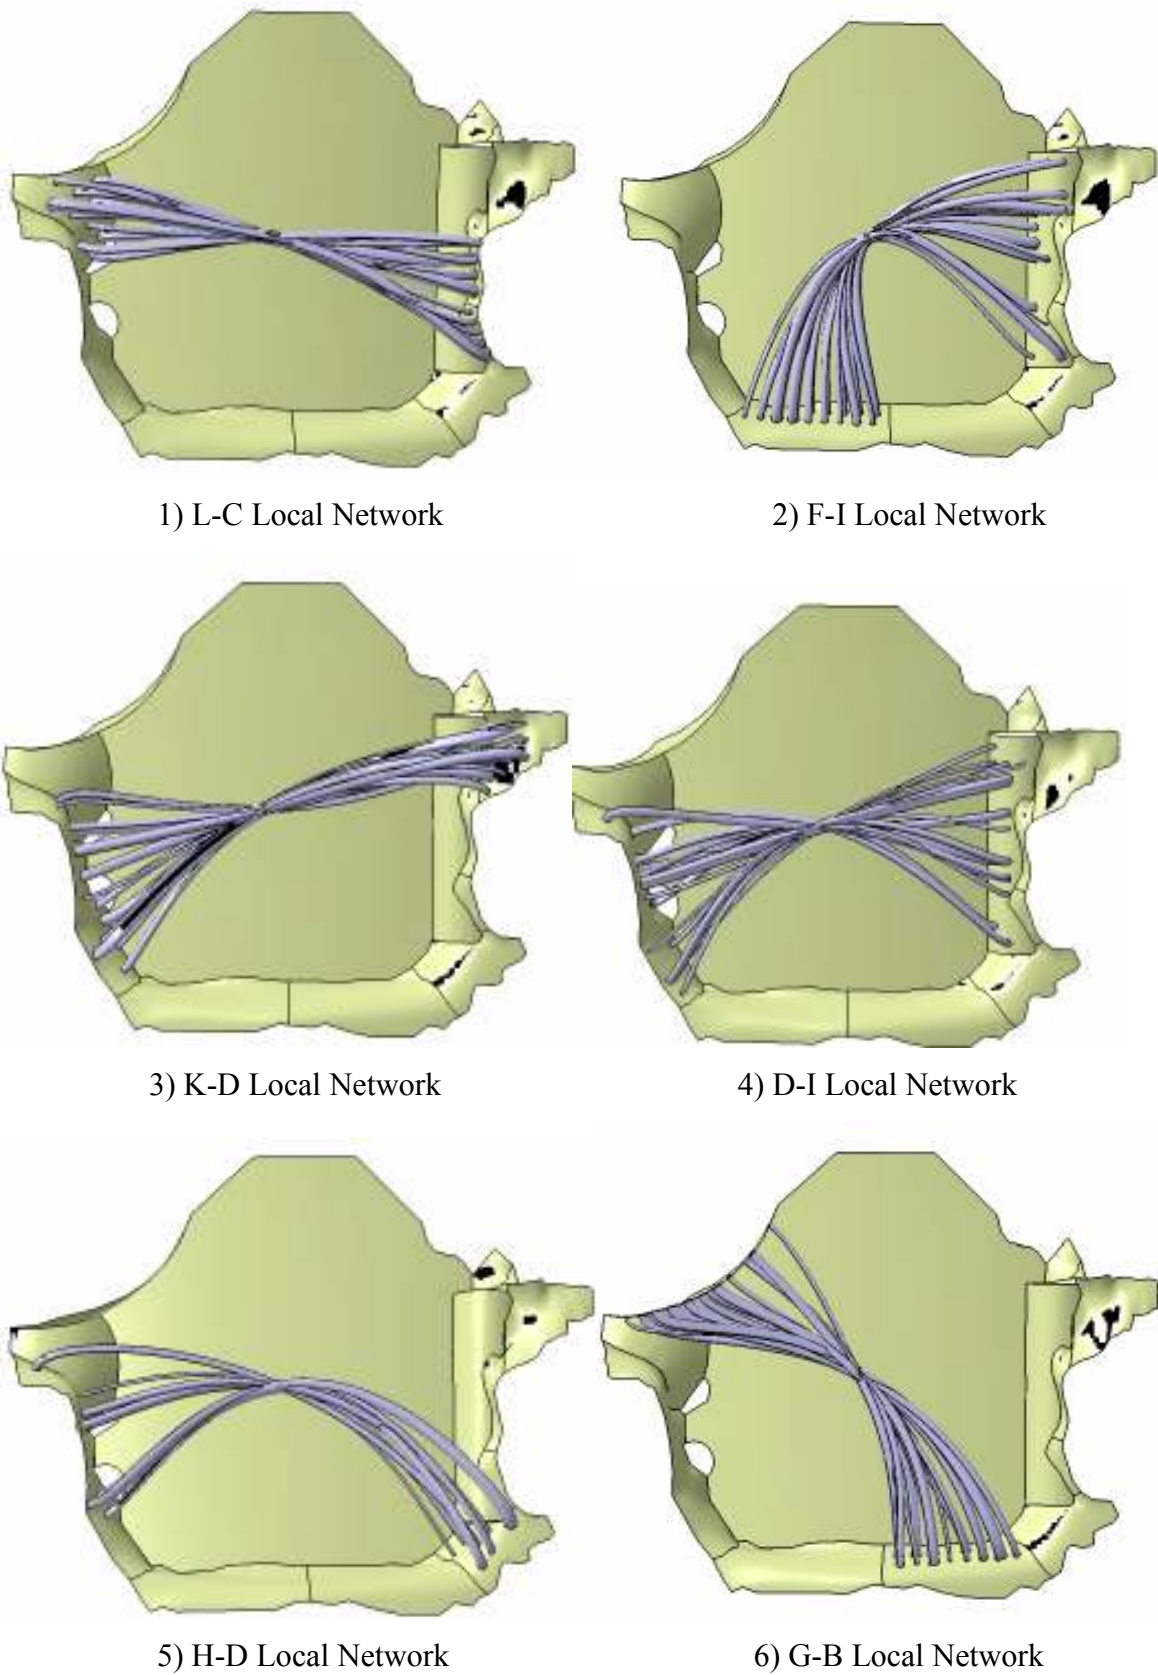 1) L-C Local Network
2) F-I Local Network
3) K-D Local Network
4) D-I Local Network
5) H-D Local Network
6) G-B Local Network